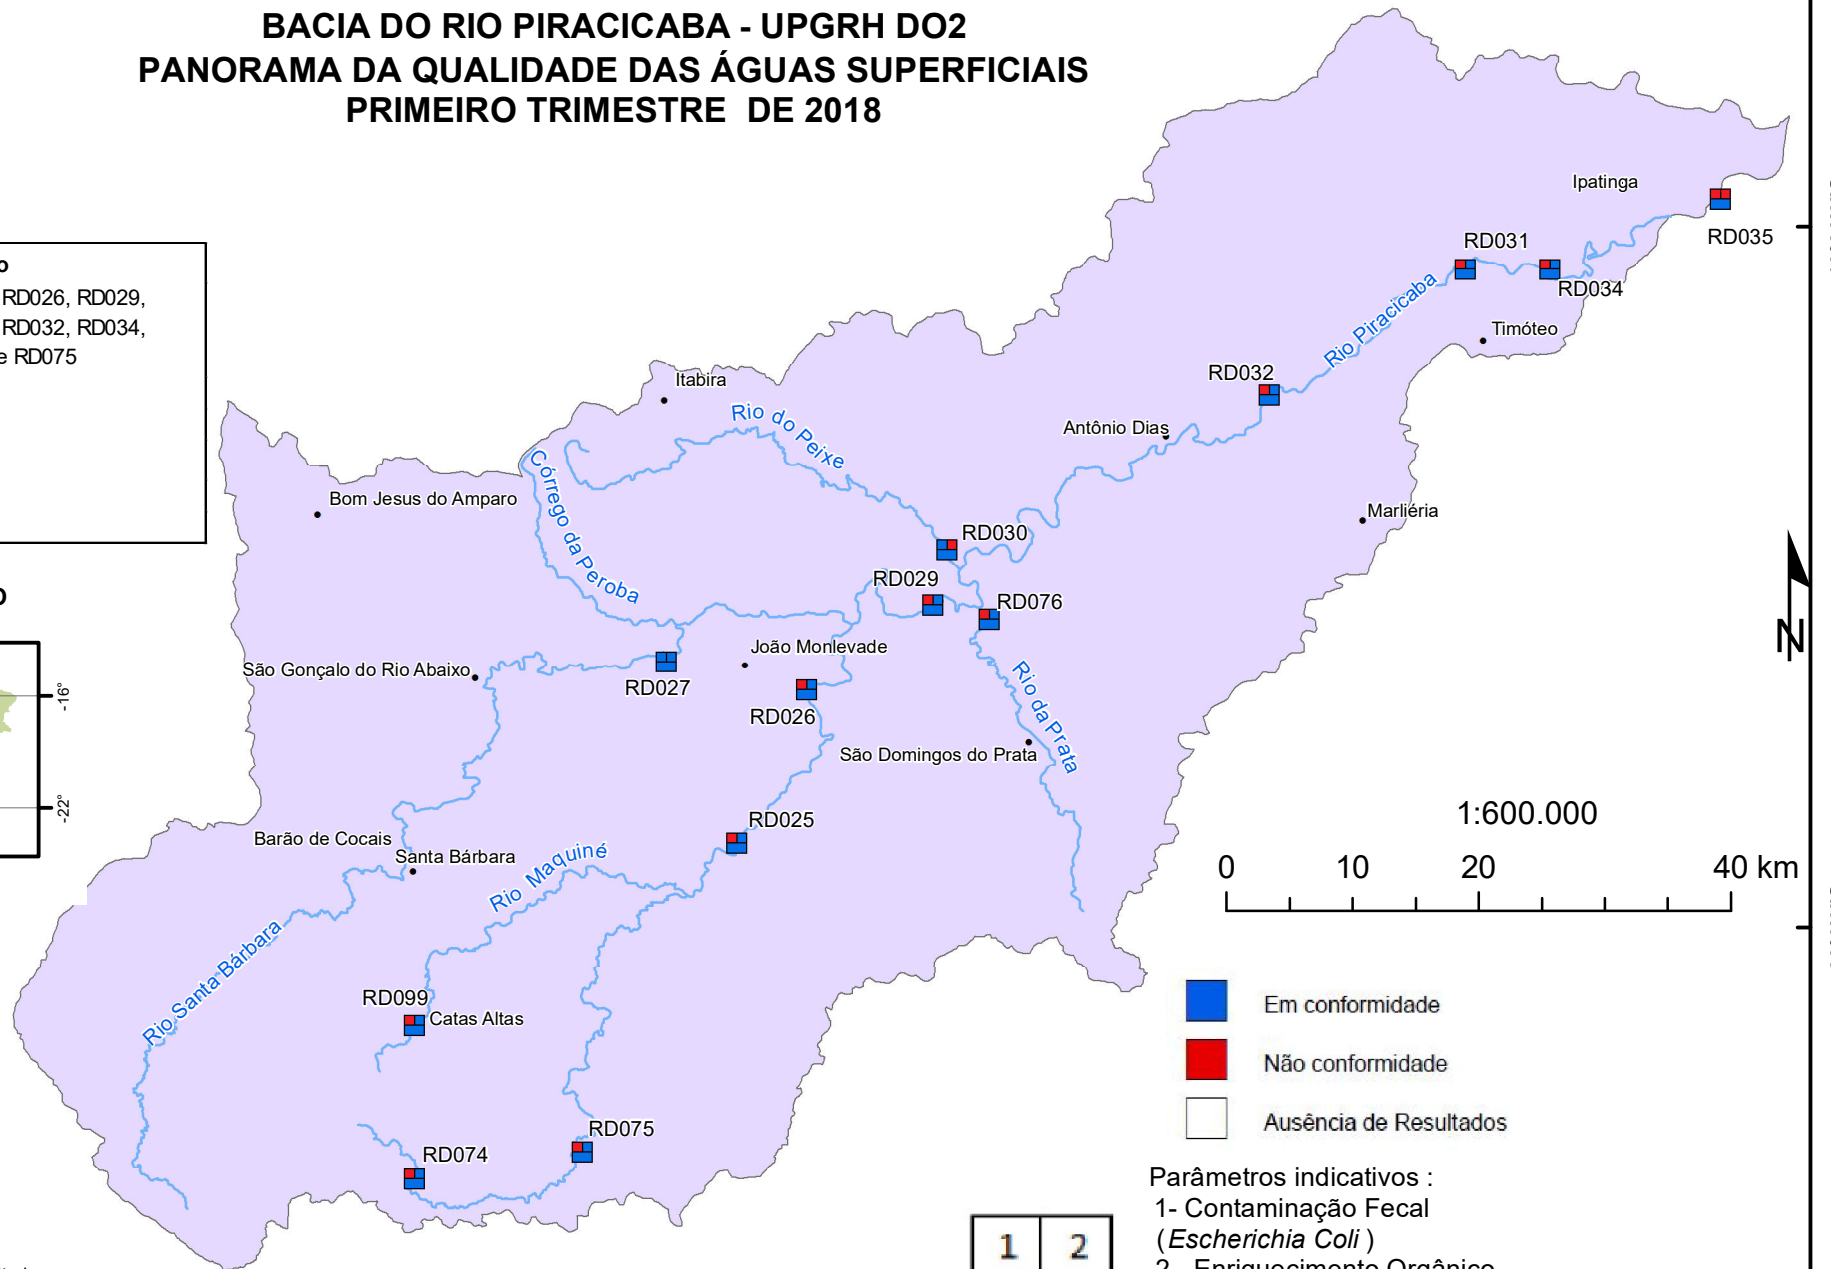 BACIA DO RIO PIRACICABA - UPGRH DO2
PANORAMA DA QUALIDADE DAS ÁGUAS SUPERFICIAIS
PRIMEIRO TRIMESTRE DE 2018
RD026, RD029,
RD032, RD034,
e RD075
-16°
-22°
Ipatinga
RD035
RD031
RD034
Rio Piracicaba
Timóteo
RD032
Itabira
Rio do Peixe
Antônio Dias
Córrego da Peroba
Bom Jesus do Amparo
Marliéria
RD030
RD029
RD076
N
João Monlevade
São Gonçalo do Rio Abaixo
RD027
RD026
Rio da Prata
São Domingos do Prata
RD025
Barão de Cocais
Santa Bárbara
Rio Maquiné
Rio Santa Bárbara
RD099
Catas Altas
RD075
RD074
1:600.000
0 10 20 40 km
Em conformidade
Não conformidade
Ausência de Resultados
Parâmetros indicativos :
1- Contaminação Fecal
(Escherichia Coli )
2 - Enriquecimento Orgânico
1 2